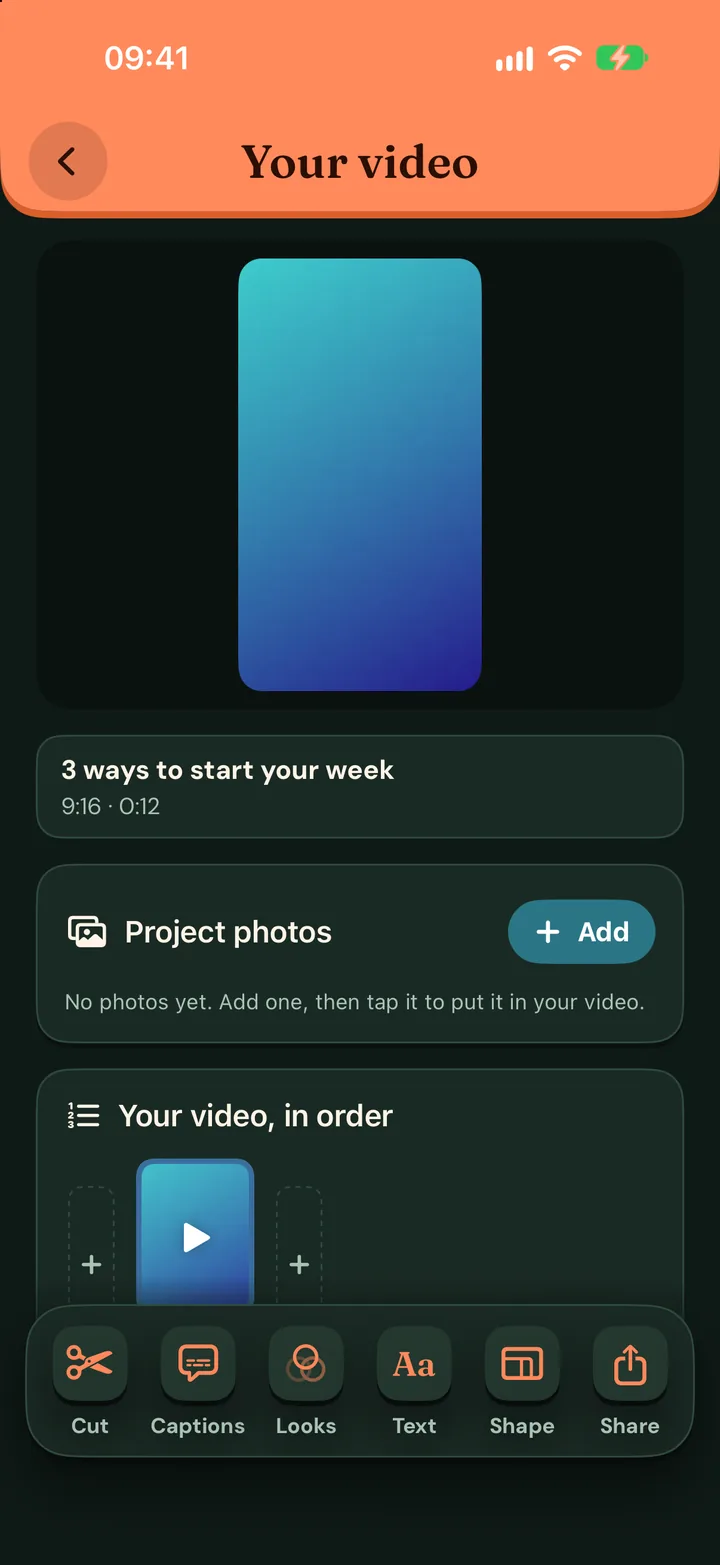 09:41
Your video
3 ways to start your week
9:16 · 0:12
Project photos
+ Add
No photos yet. Add one, then tap it to put it in your video.
Your video, in order
+ +
Aa
Cut Captions Looks Text Shape Share